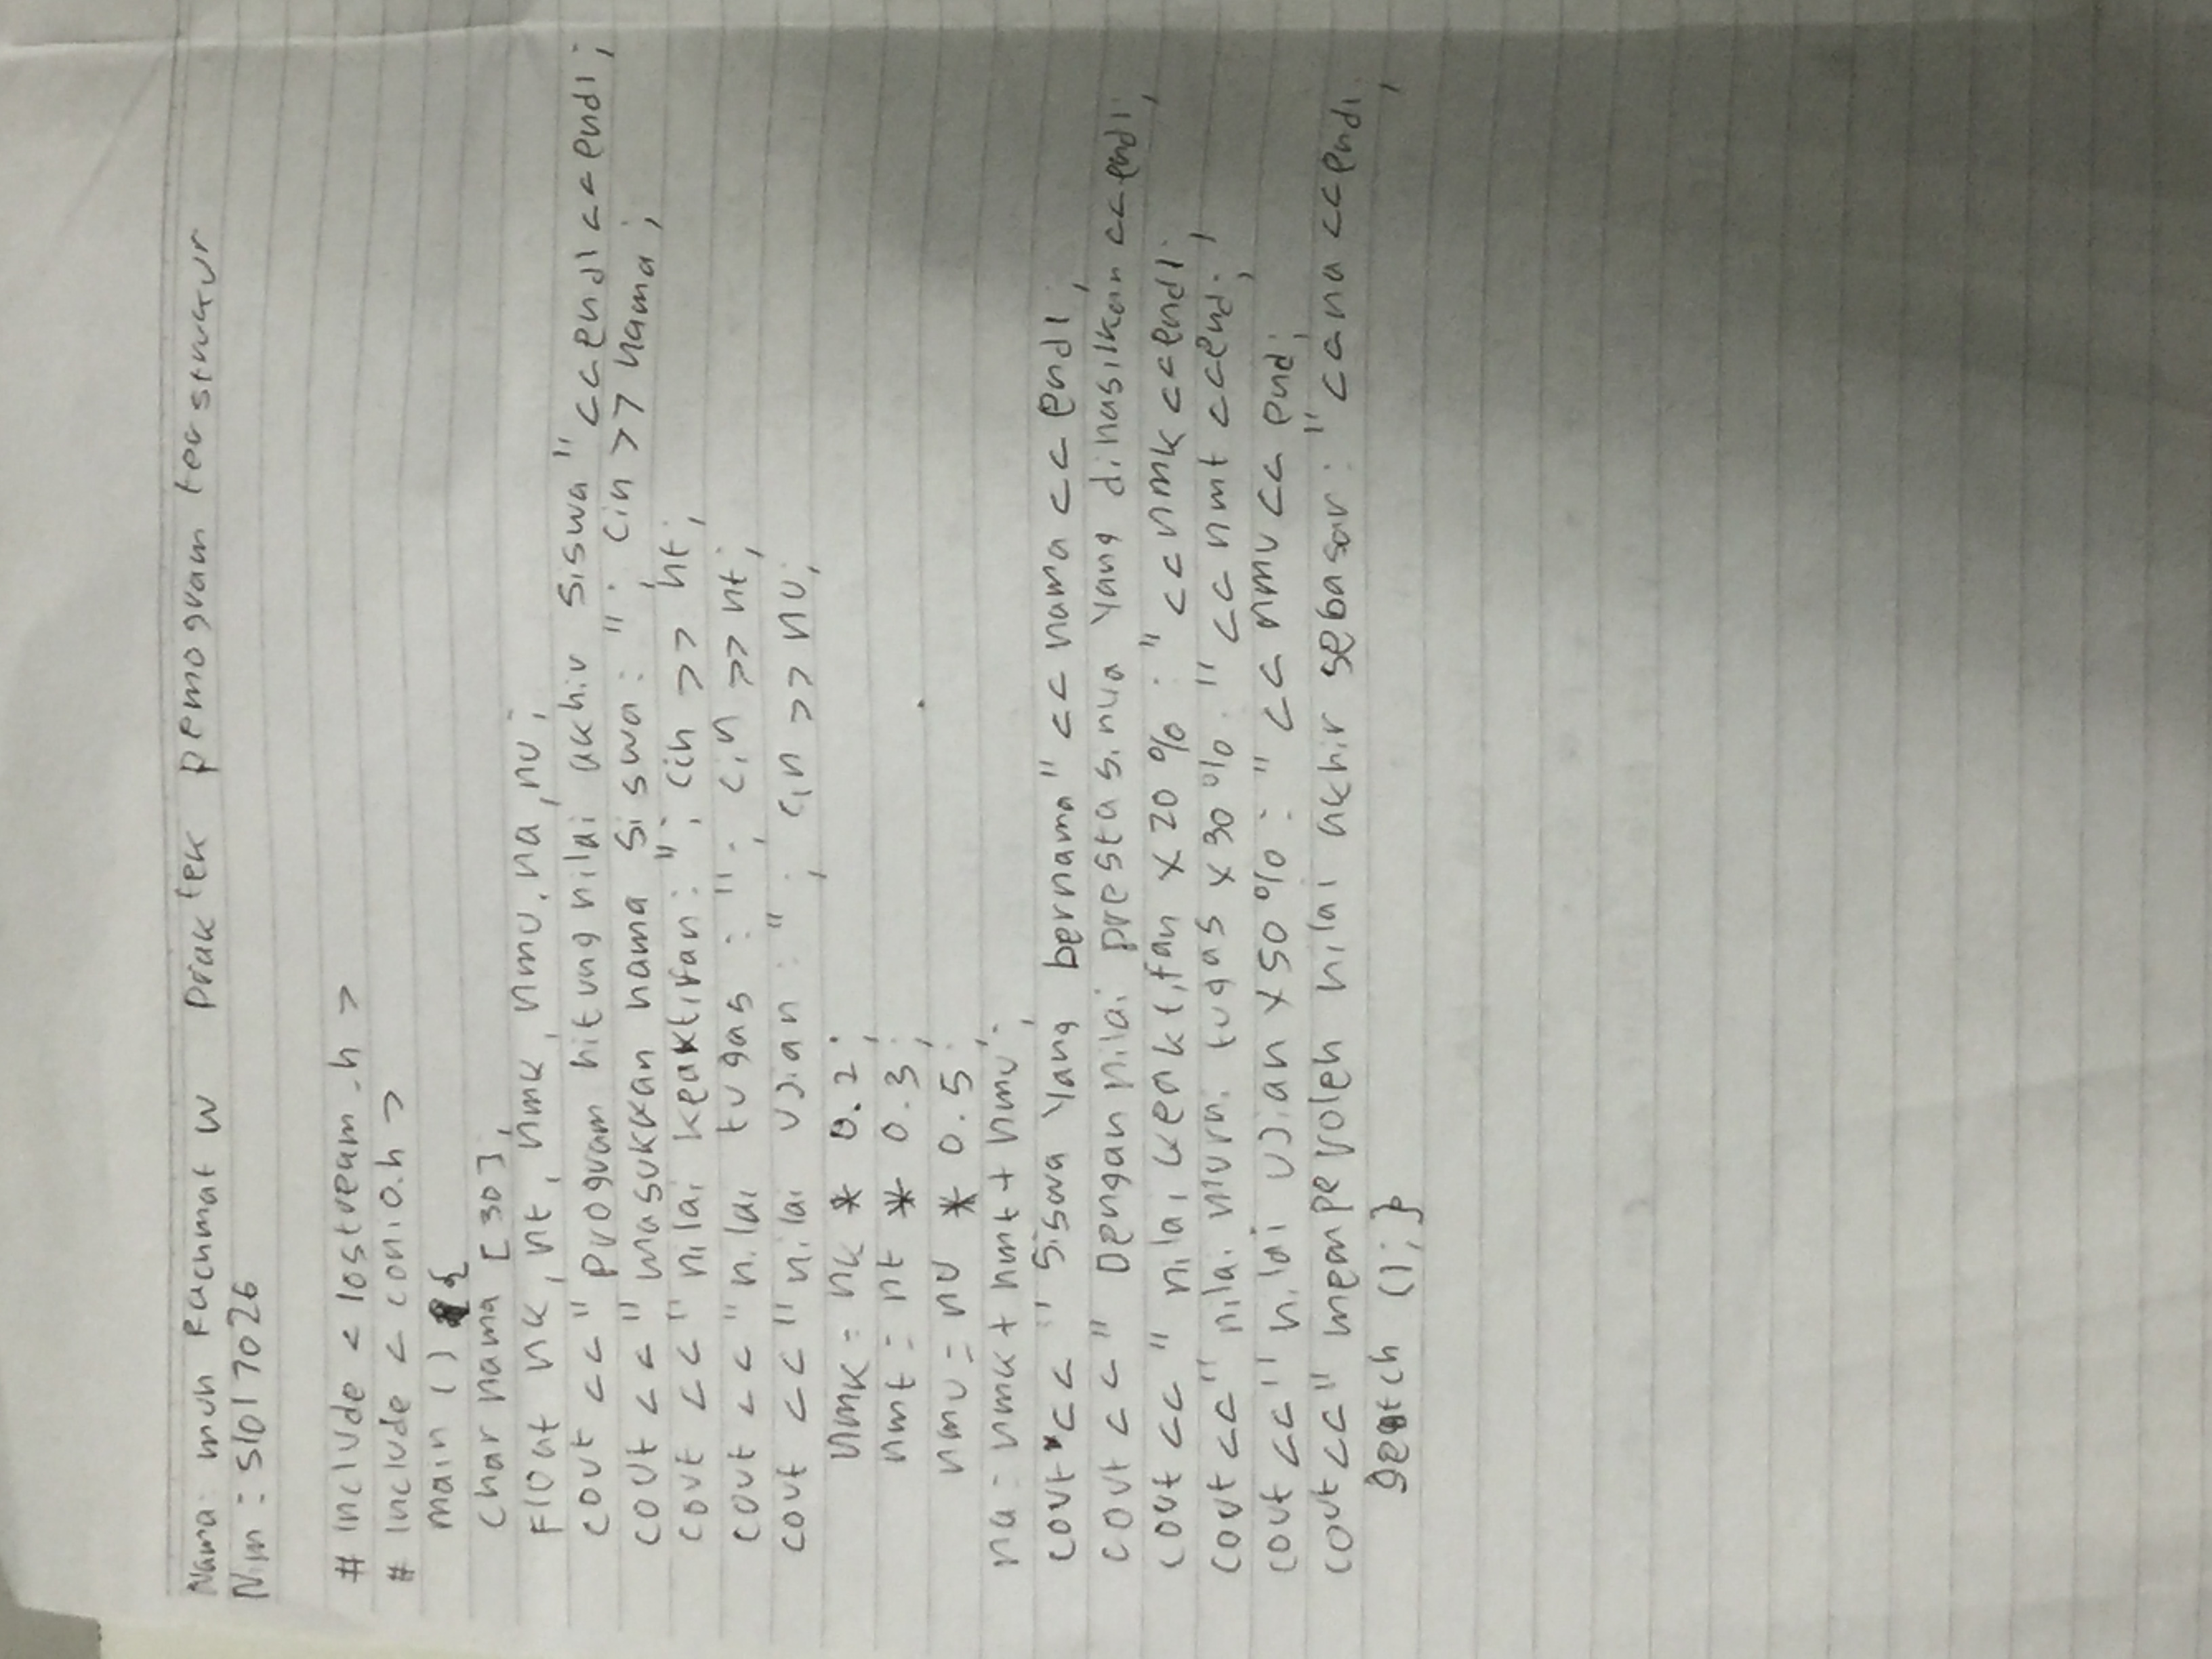 Nama: muh Rachmat W Praktek pemogram terstrukur
Nim : S1017026
# include < iostream.h >
# include < conio.h >
main () {
char nama [30];
Float nk, nt, nmk, nmu, na, nu;
cout <<" program hitung nilai akhir siswa" <<endl<<endl;
cout <<" masukkan nama siswa: "; cin >> nama;
cout <<" nilai keaktifan: "; cin >> nt;
cout <<" nilai tugas : "; cin >> nt;
cout <<" nilai ujian : "; cin >> nu;
nmk = nk * 0.2;
nmt = nt * 0.3;
nmu = nu * 0.5;
na = nmk + nmt + nmu;
cout << " Siswa yang bernama" << nama << endl;
cout <<" Dengan nilai prestasinya yang dihasilkan <<endl;
cout << " nilai keaktifan x 20 % : " <<nmk <<endl;
cout <<" nilai murni tugas x 30 % : " << nmt <<end;
cout <<" nilai ujian x 50 % : " << nmu << end;
cout <<" memperoleh nilai akhir sebasar: " <<na <<endl;
getch (); }